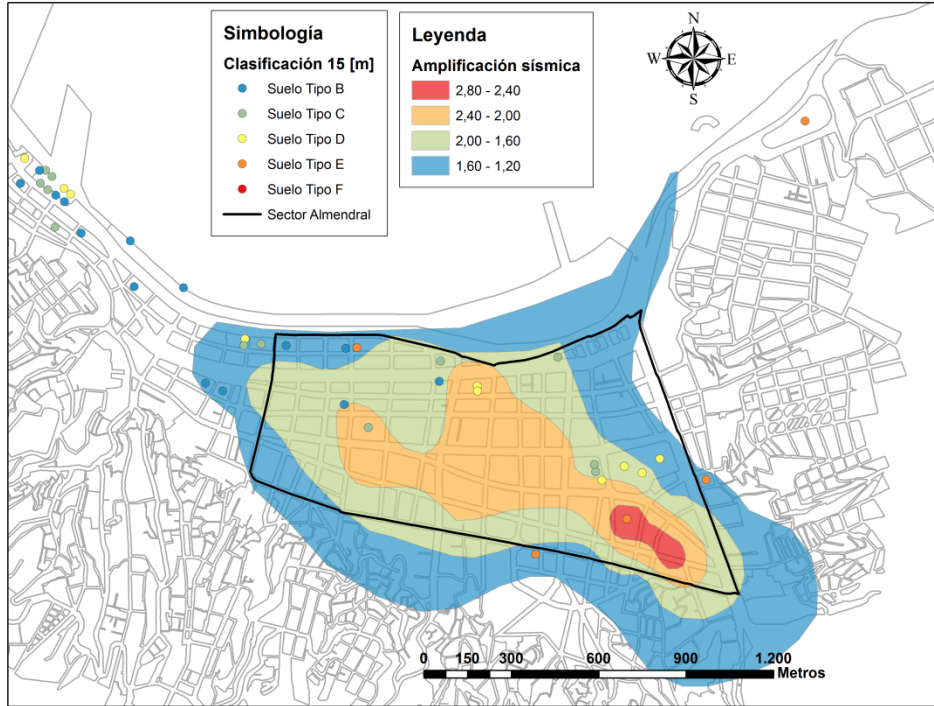 Simbología
Clasificación 15 [m]
Suelo Tipo B
Suelo Tipo C
Suelo Tipo D
Suelo Tipo E
Suelo Tipo F
Sector Almendral
Leyenda
Amplificación sísmica
2,80 - 2,40
2,40 - 2,00
2,00 - 1,60
1,60 - 1,20
N
W E
S
0 150 300 600 900 1.200
Metros